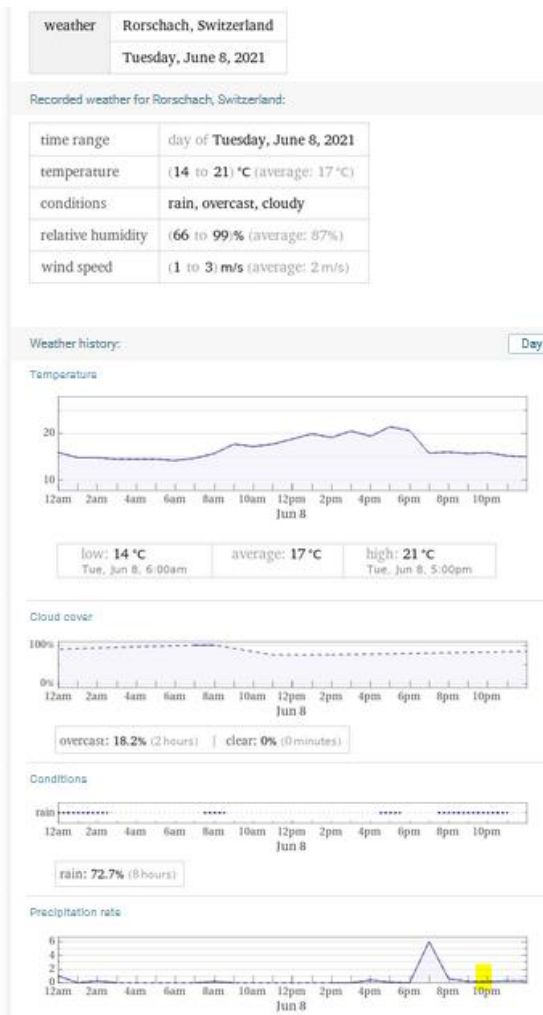 weather Rorschach, Switzerland
Tuesday, June 8, 2021
Recorded weather for Rorschach, Switzerland:
time range day of Tuesday, June 8, 2021
temperature (14 to 21) °C (average: 17 °C)
conditions rain, overcast, cloudy
relative humidity (66 to 99)% (average: 87%)
wind speed (1 to 3) m/s (average: 2 m/s)
Weather history: Day
Temperature
20
10
12am 2am 4am 6am 8am 10am 12pm 2pm 4pm 6pm 8pm 10pm
Jun 8
low: 14 °C average: 17 °C high: 21 °C
Tue, Jun 8, 6:00am Tue, Jun 8, 5:00pm
Cloud cover
100%
0%
12am 2am 4am 6am 8am 10am 12pm 2pm 4pm 6pm 8pm 10pm
Jun 8
overcast: 18.2% (2 hours) | clear: 0% (0 minutes)
Conditions
rain
12am 2am 4am 6am 8am 10am 12pm 2pm 4pm 6pm 8pm 10pm
Jun 8
rain: 72.7% (8 hours)
Precipitation rate
6
4
2
0
12am 2am 4am 6am 8am 10am 12pm 2pm 4pm 6pm 8pm 10pm
Jun 8